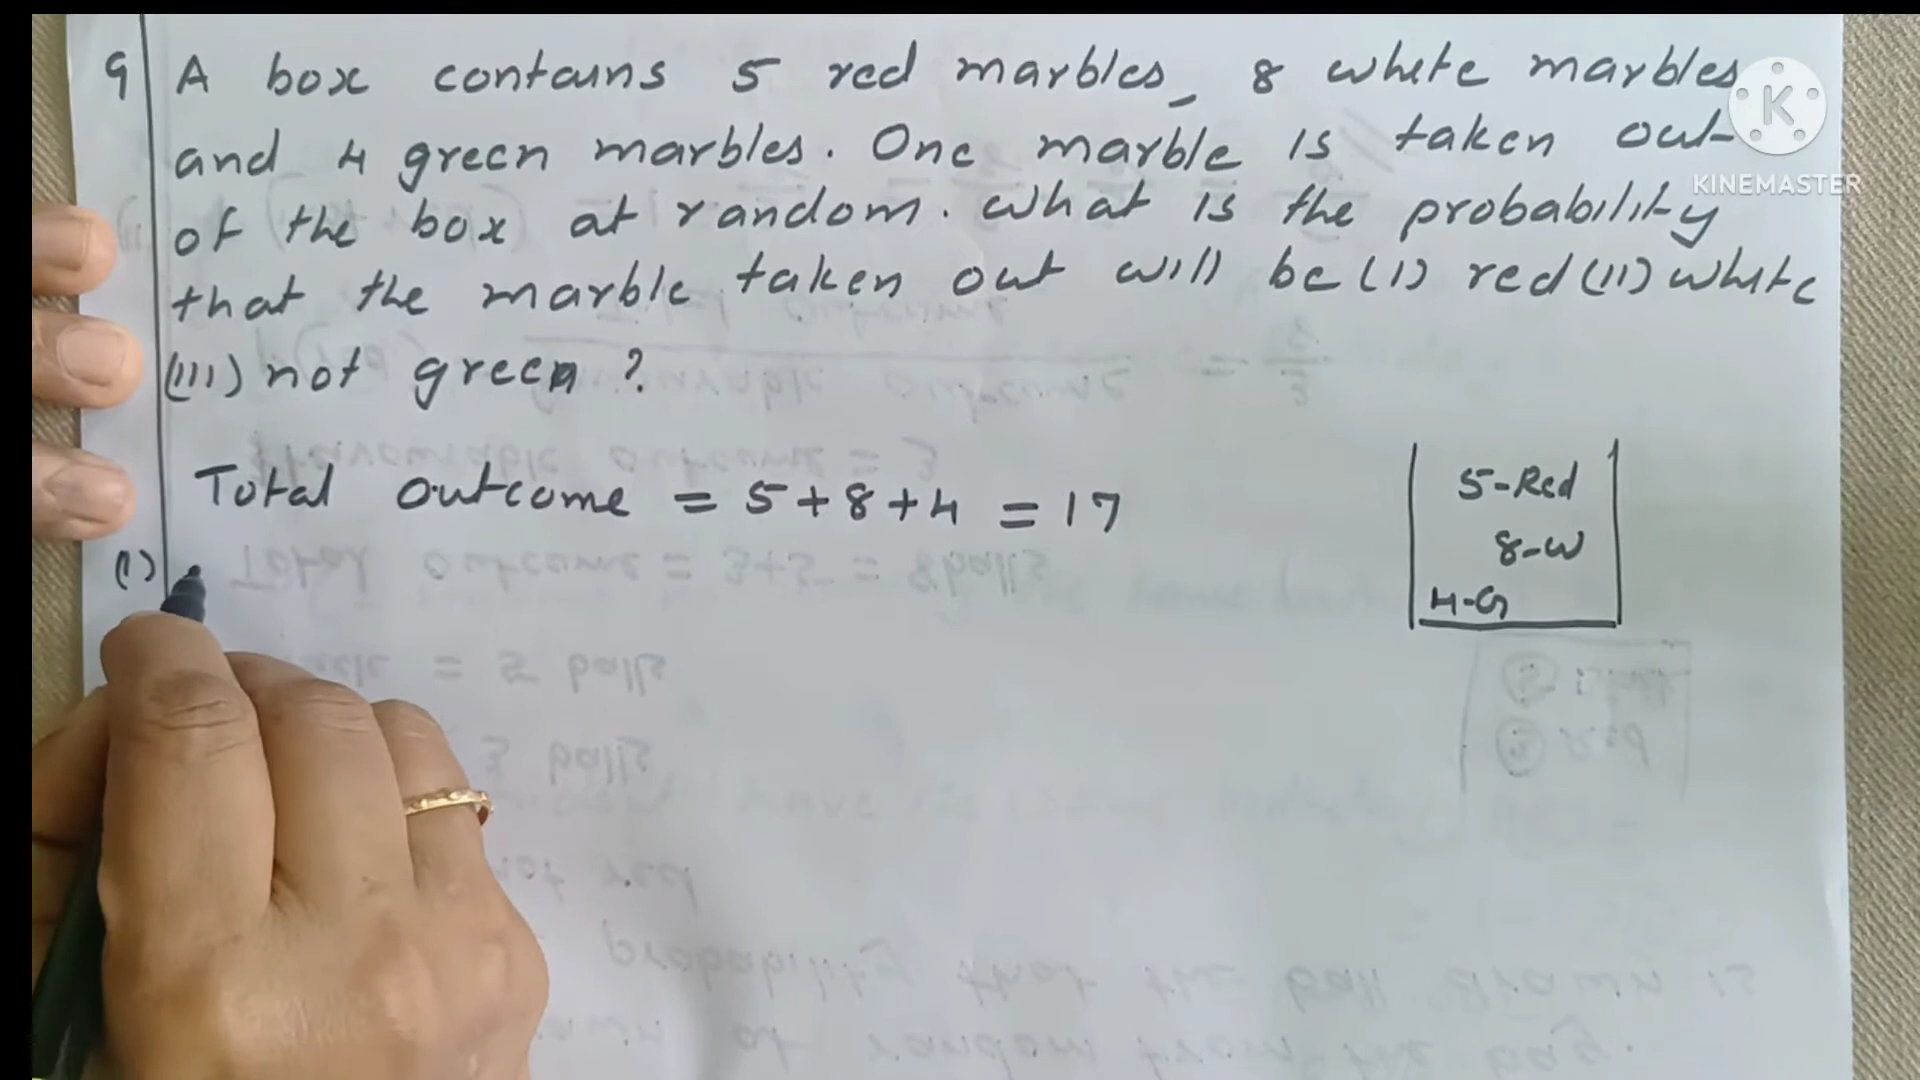 9 A box contains 5 red marbles, 8 white marbles
and 4 green marbles. One marble is taken out
of the box at random. What is the probability
that the marble taken out will be (i) red (ii) white
(iii) not green ?
Total outcome = 5+8+4 = 17
(i)
5-Red
8-W
4-G
K
KINEMASTER